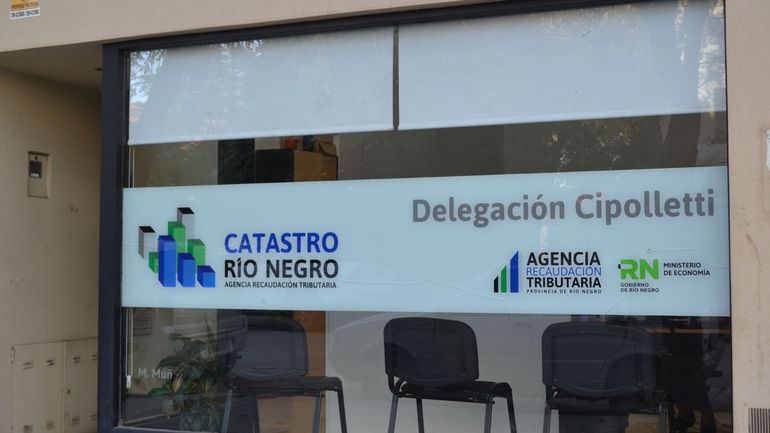 Delegación Cipolletti
CATASTRO
RÍO NEGRO
AGENCIA RECAUDACIÓN TRIBUTARIA
AGENCIA
RECAUDACIÓN
TRIBUTARIA
PROVINCIA DE RÍO NEGRO
RN
GOBIERNO
DE RÍO NEGRO
MINISTERIO
DE ECONOMÍA
M. Muñ